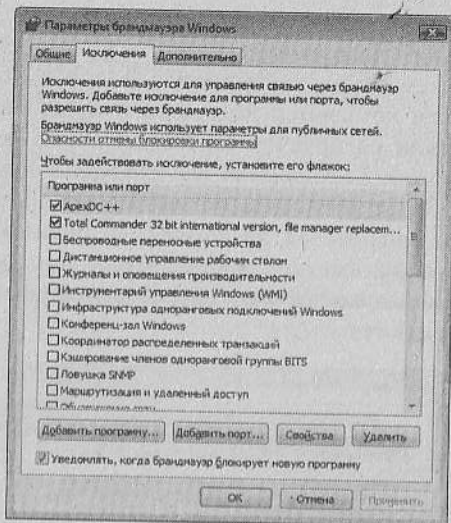 Параметры брандмауэра Windows
Общие Исключения Дополнительно
Исключения используются для управления связью через брандмауэр
Windows. Добавьте исключение для программы или порта, чтобы
разрешить связь через брандмауэр.
Брандмауэр Windows использует параметры для публичных сетей.
Опасности отмены блокировки программы
Чтобы задействовать исключение, установите его флажок:
Программа или порт
ApexDC++
Total Commander 32 bit international version, file manager replacem...
Беспроводные переносные устройства
Дистанционное управление рабочим столом
Журналы и оповещения производительности
Инструментарий управления Windows (WMI)
Инфраструктура одноранговых подключений Windows
Конференц-зал Windows
Координатор распределенных транзакций
Кэширование членов одноранговой группы BITS
Ловушка SNMP
Маршрутизация и удаленный доступ
Добавить программу... Добавить порт... Свойства Удалить
Уведомлять, когда брандмауэр блокирует новую программу
OK Отмена Применить